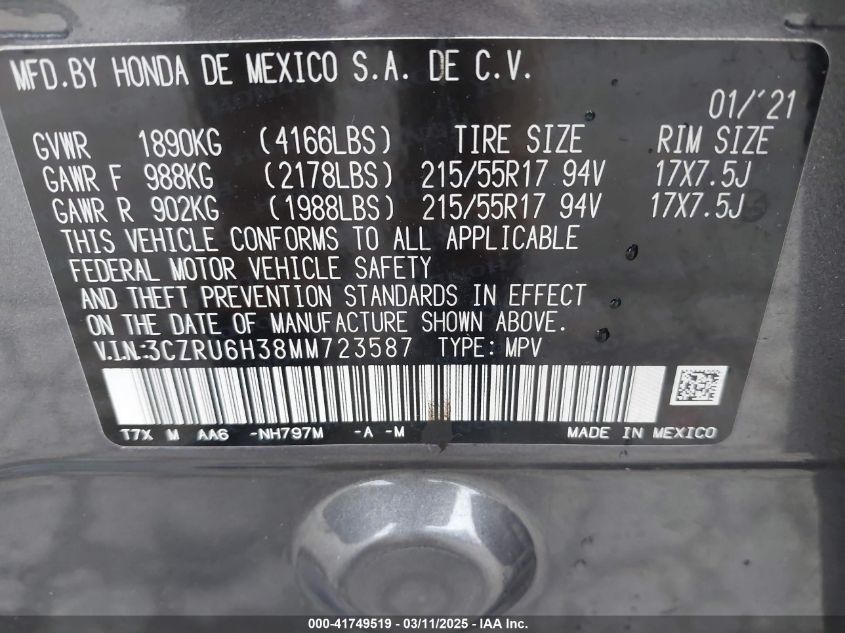 MFD.BY HONDA DE MEXICO S.A. DE C.V.
01/'21
GVWR 1890KG (4166LBS) TIRE SIZE RIM SIZE
GAWR F 988KG (2178LBS) 215/55R17 94V 17X7.5J
GAWR R 902KG (1988LBS) 215/55R17 94V 17X7.5J
THIS VEHICLE CONFORMS TO ALL APPLICABLE
FEDERAL MOTOR VEHICLE SAFETY
AND THEFT PREVENTION STANDARDS IN EFFECT
ON THE DATE OF MANUFACTURE SHOWN ABOVE.
V.I.N.:3CZRU6H38MM723587 TYPE: MPV
T7X M AA6 -NH797M -A -M MADE IN MEXICO
000-41749519 - 03/11/2025 - IAAI.com